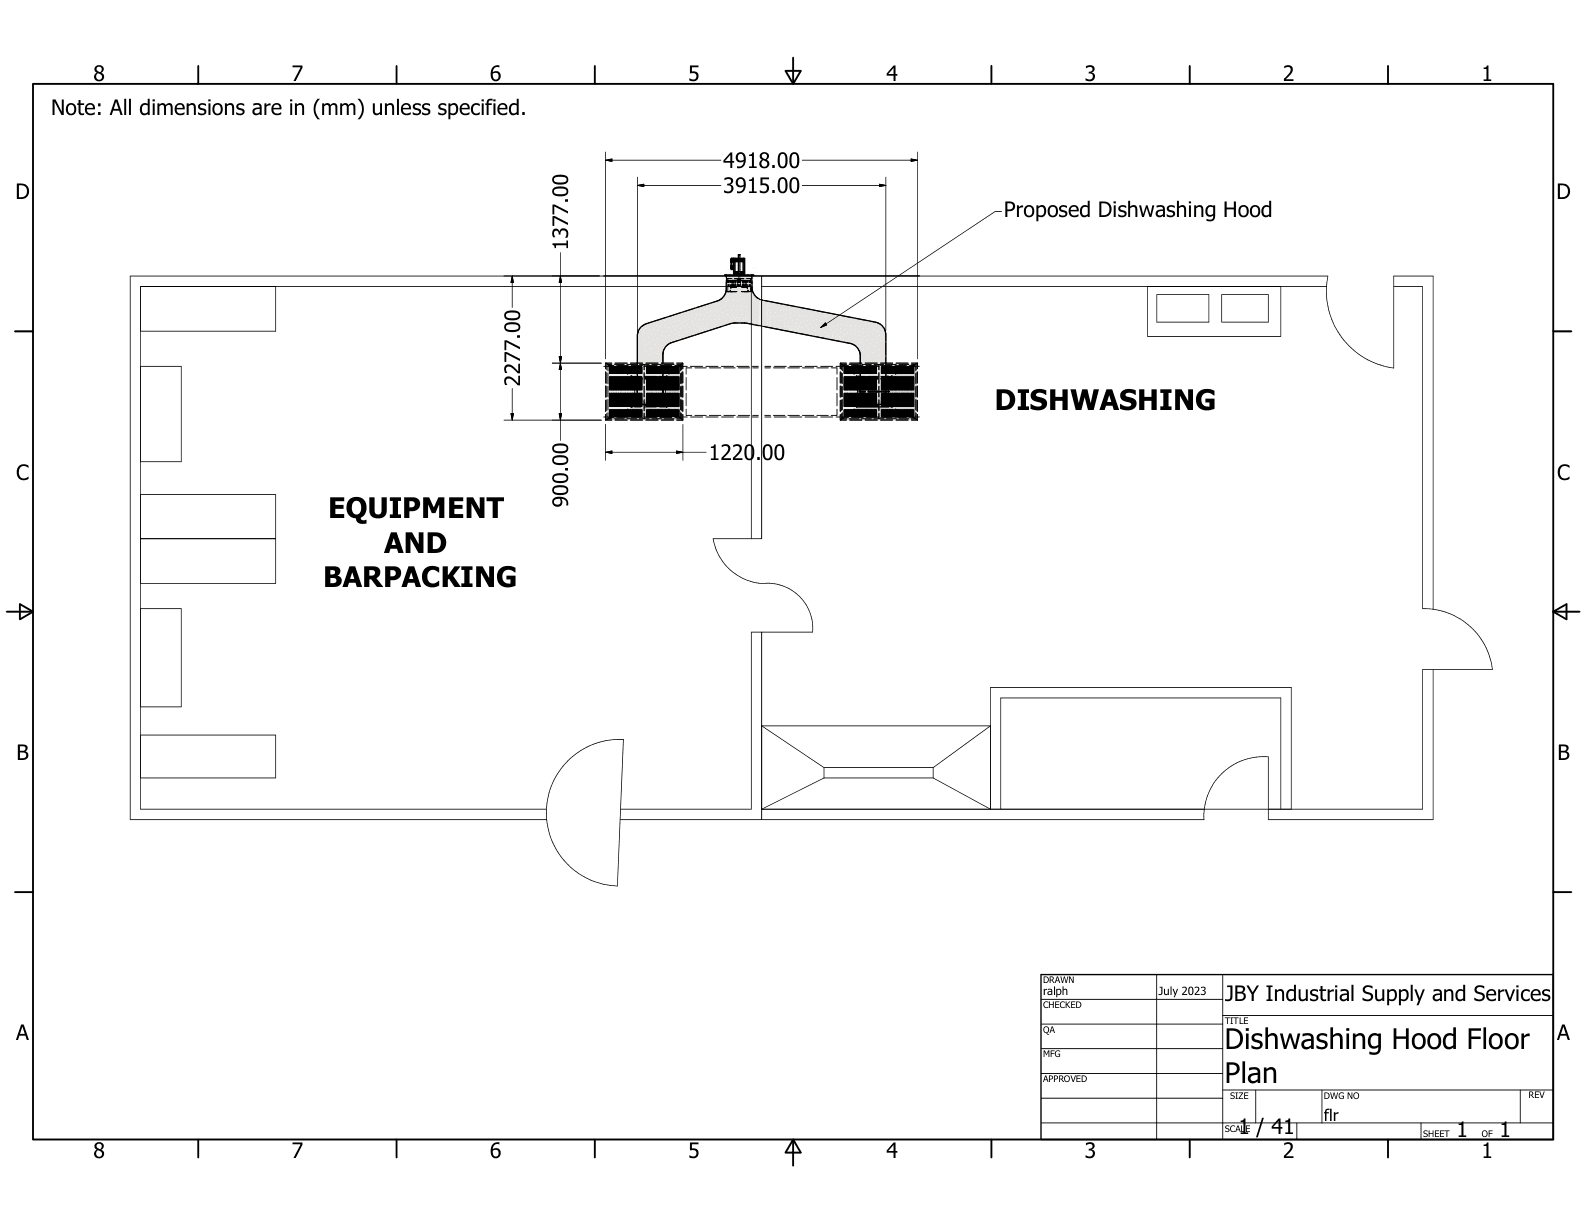 8 7 6 5 4 3 2 1
Note: All dimensions are in (mm) unless specified.
4918.00
3915.00
1377.00
D
D
Proposed Dishwashing Hood
2277.00
DISHWASHING
1220.00
900.00
C
C
EQUIPMENT
AND
BARPACKING
B
B
DRAWN
ralph
July 2023
JBY Industrial Supply and Services
CHECKED
TITLE
Dishwashing Hood Floor
Plan
QA
MFG
APPROVED
A
A
SIZE
DWG NO
flr
REV
SCALE
1 / 41
SHEET 1 OF 1
8 7 6 5 4 3 2 1